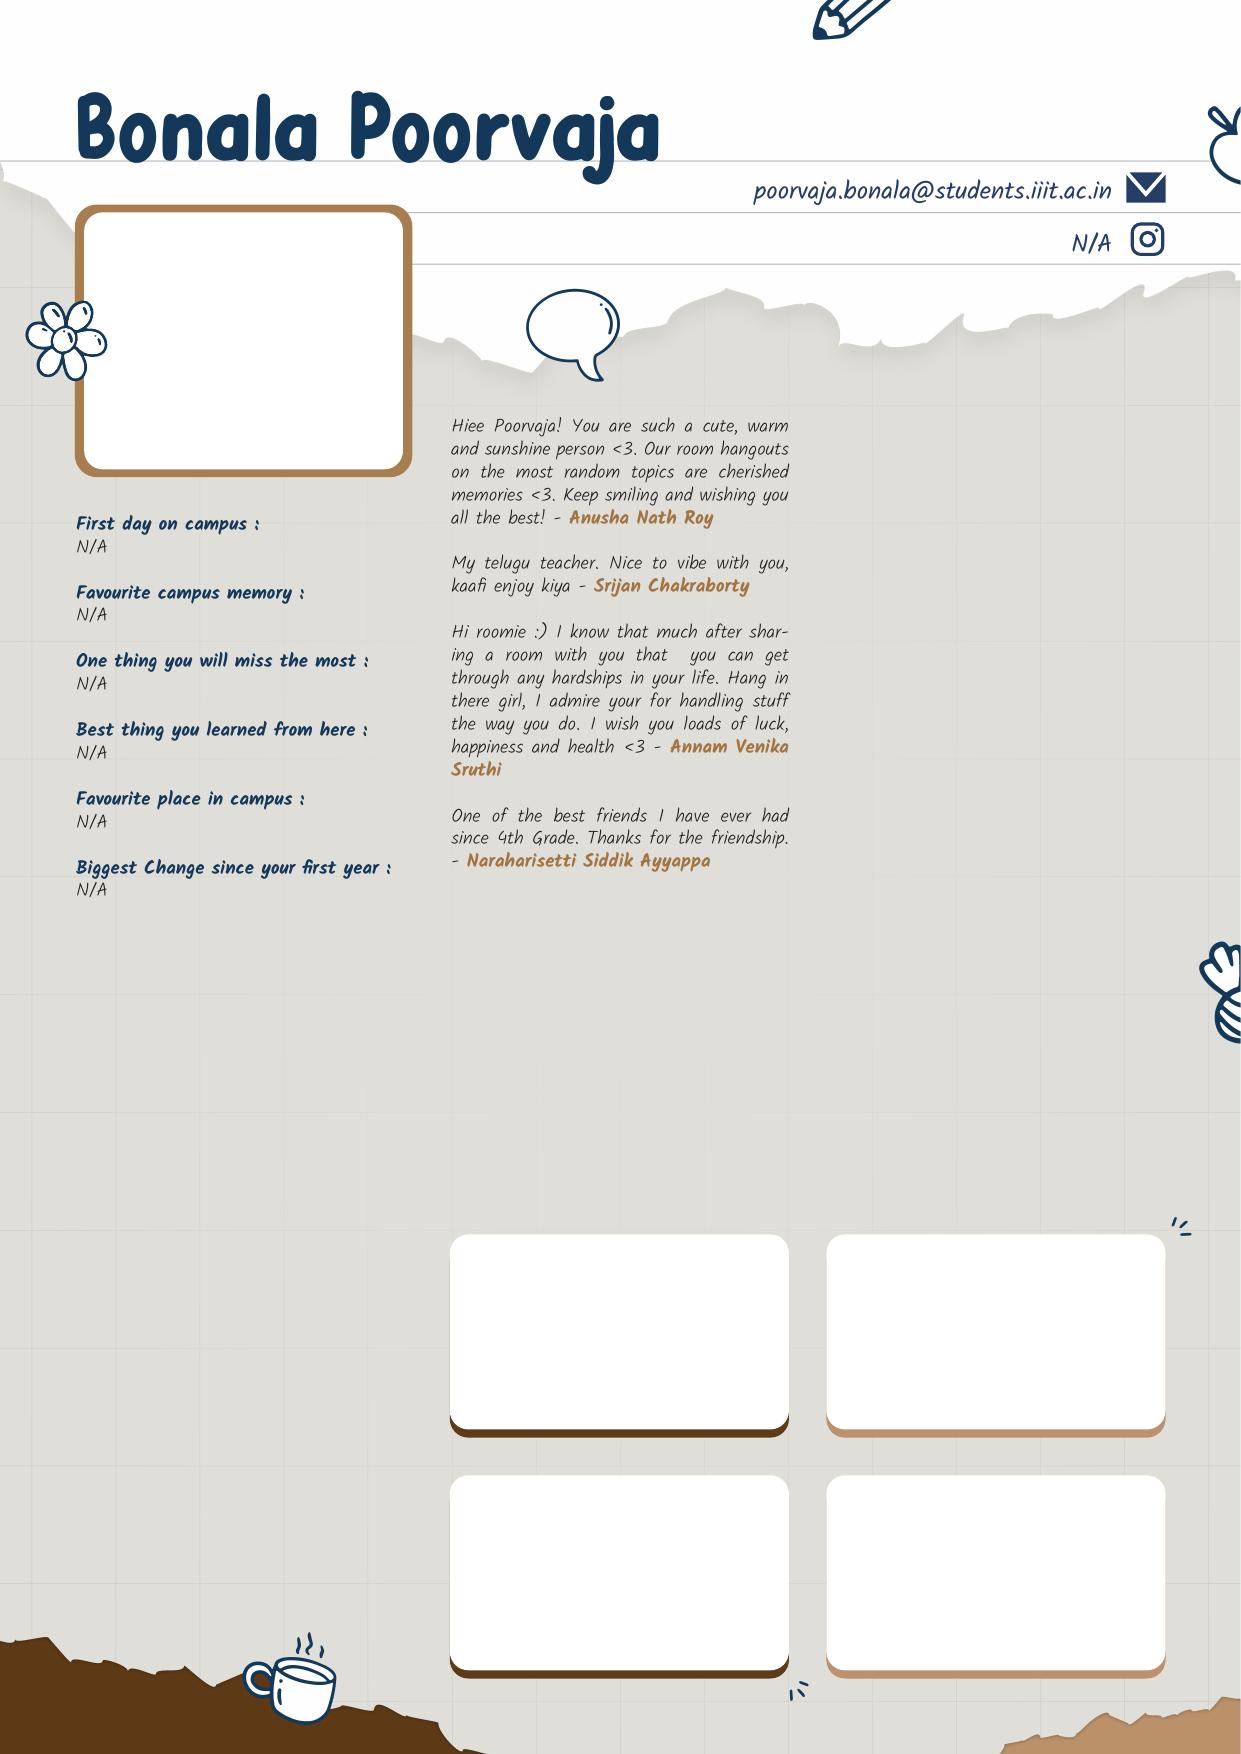 Bonala Poorvaja
poorvaja.bonala@students.iiit.ac.in
N/A
First day on campus :
N/A
Favourite campus memory :
N/A
One thing you will miss the most :
N/A
Best thing you learned from here :
N/A
Favourite place in campus :
N/A
Biggest Change since your first year :
N/A
Hiee Poorvaja! You are such a cute, warm
and sunshine person <3. Our room hangouts
on the most random topics are cherished
memories <3. Keep smiling and wishing you
all the best! - Anusha Nath Roy
My telugu teacher. Nice to vibe with you,
kaafi enjoy kiya - Srijan Chakraborty
Hi roomie :) I know that much after shar-
ing a room with you that you can get
through any hardships in your life. Hang in
there girl, I admire your for handling stuff
the way you do. I wish you loads of luck,
happiness and health <3 - Annam Venika
Sruthi
One of the best friends I have ever had
since 4th Grade. Thanks for the friendship.
- Naraharisetti Siddik Ayyappa